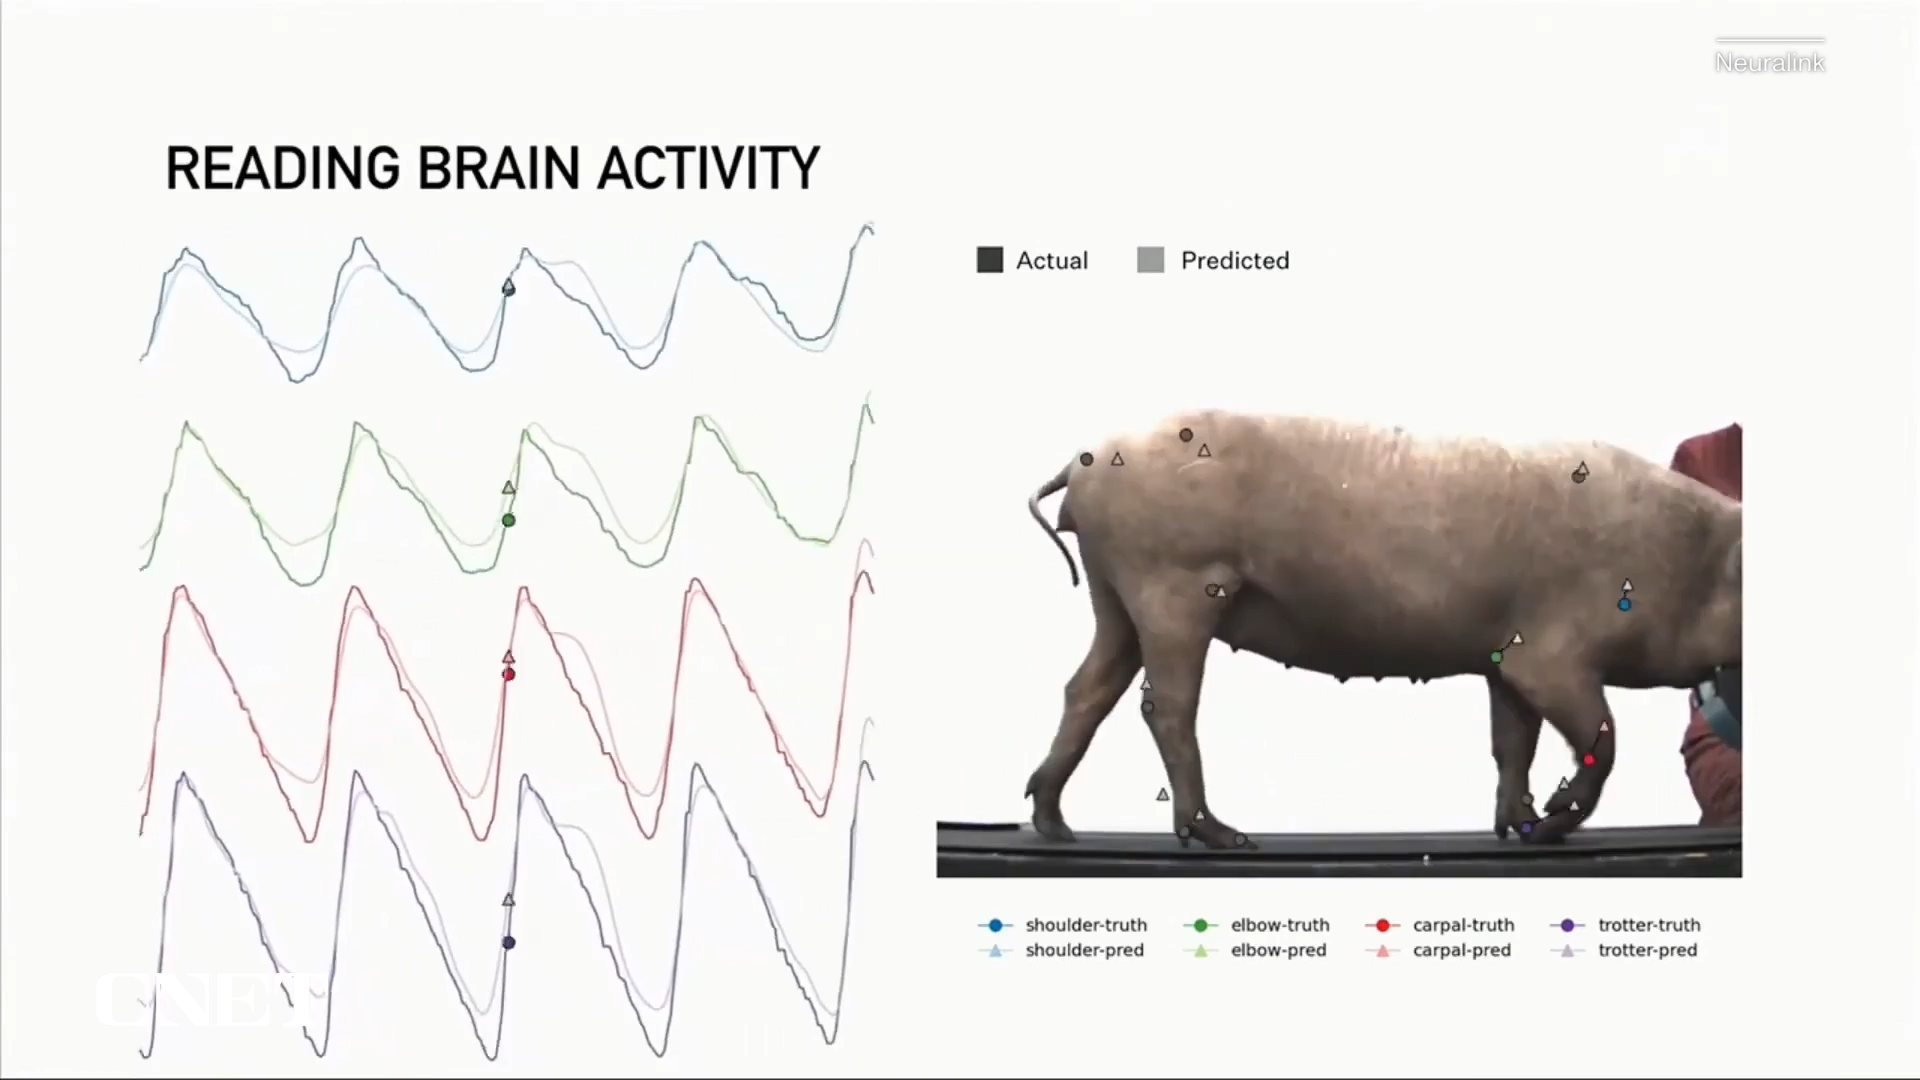 Neuralink
READING BRAIN ACTIVITY
Actual Predicted
shoulder-truth elbow-truth carpal-truth trotter-truth
shoulder-pred elbow-pred carpal-pred trotter-pred
CNET